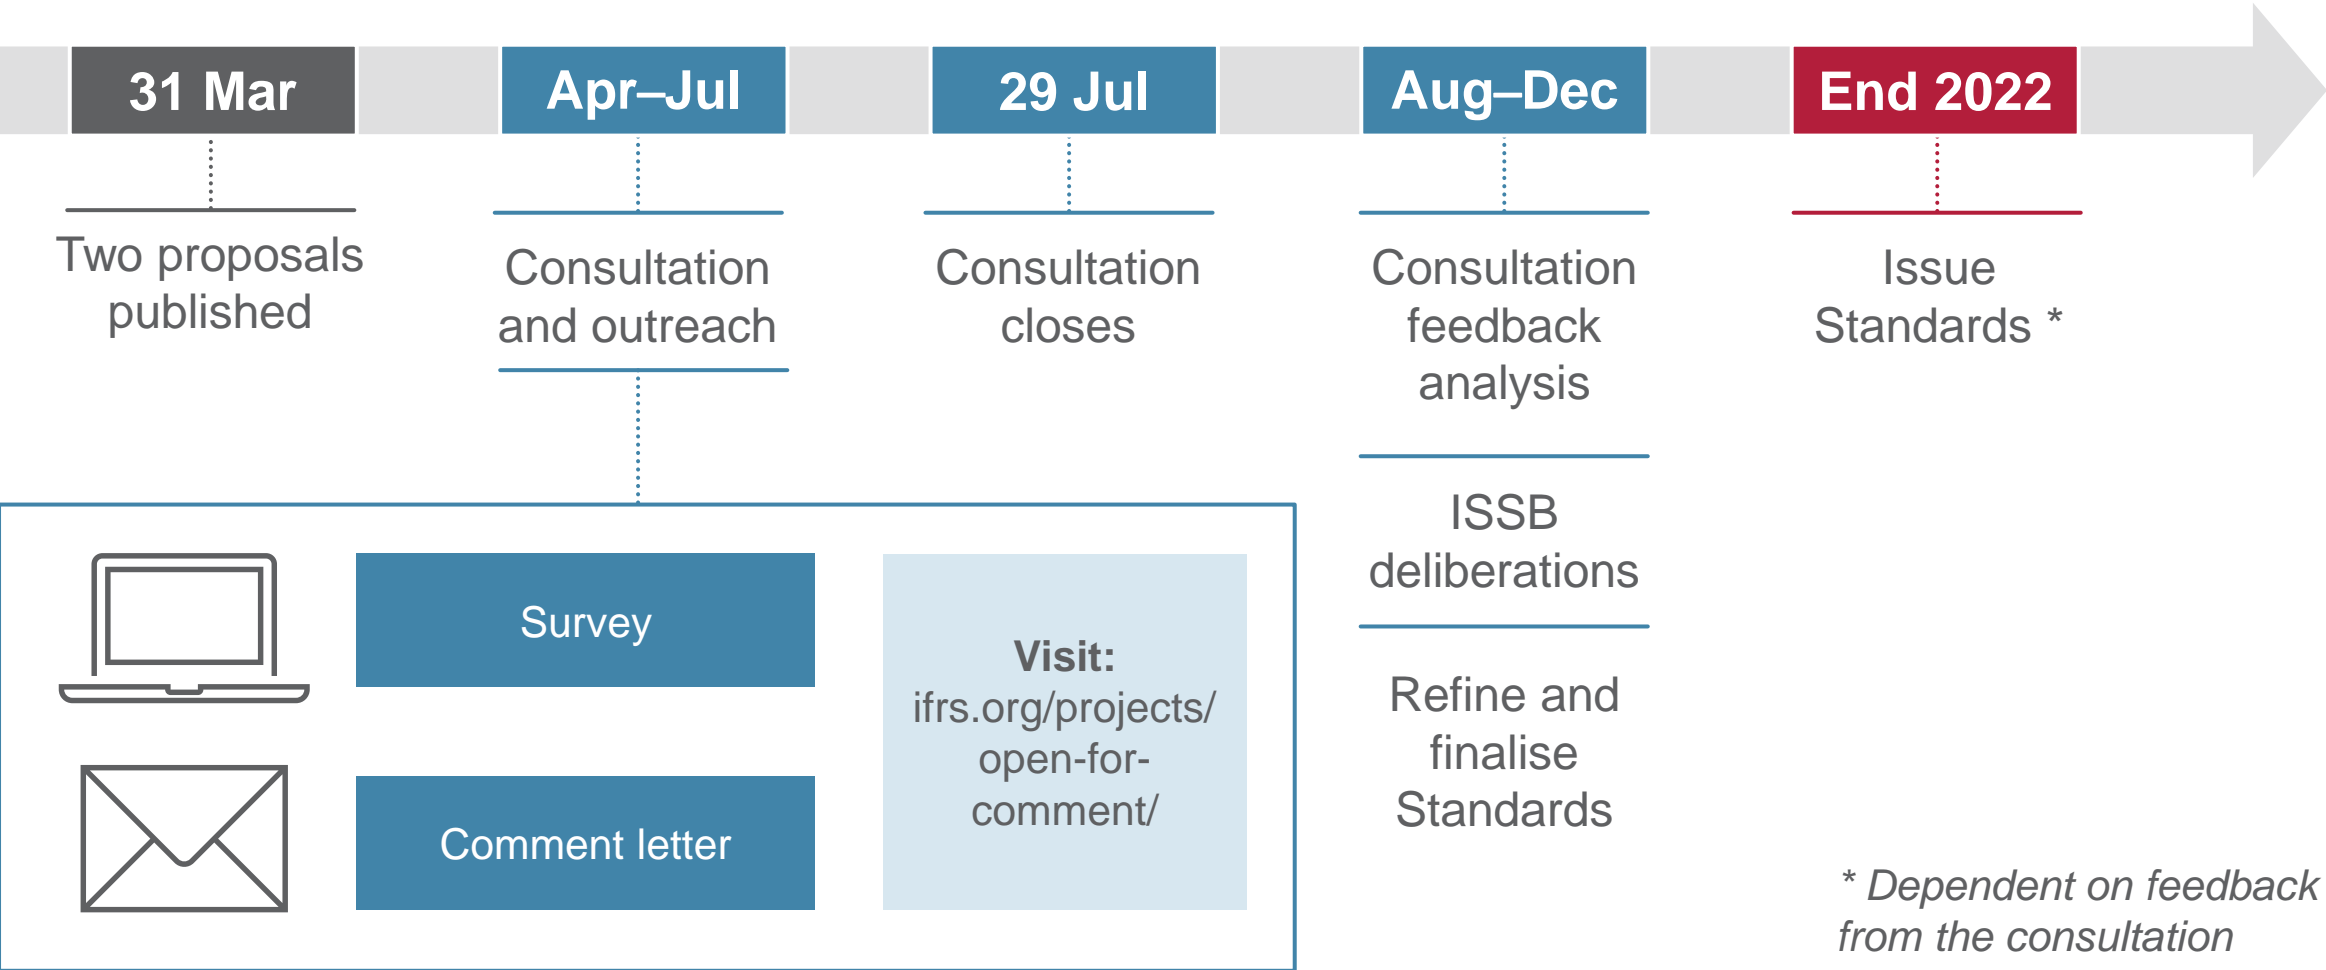 31 Mar
Apr–Jul
29 Jul
Aug–Dec
End 2022
Two proposals
published
Consultation
and outreach
Consultation
closes
Consultation
feedback
analysis
Issue
Standards *
ISSB
deliberations
Refine and
finalise
Standards
Survey
Comment letter
Visit:
ifrs.org/projects/
open-for-
comment/
* Dependent on feedback
from the consultation